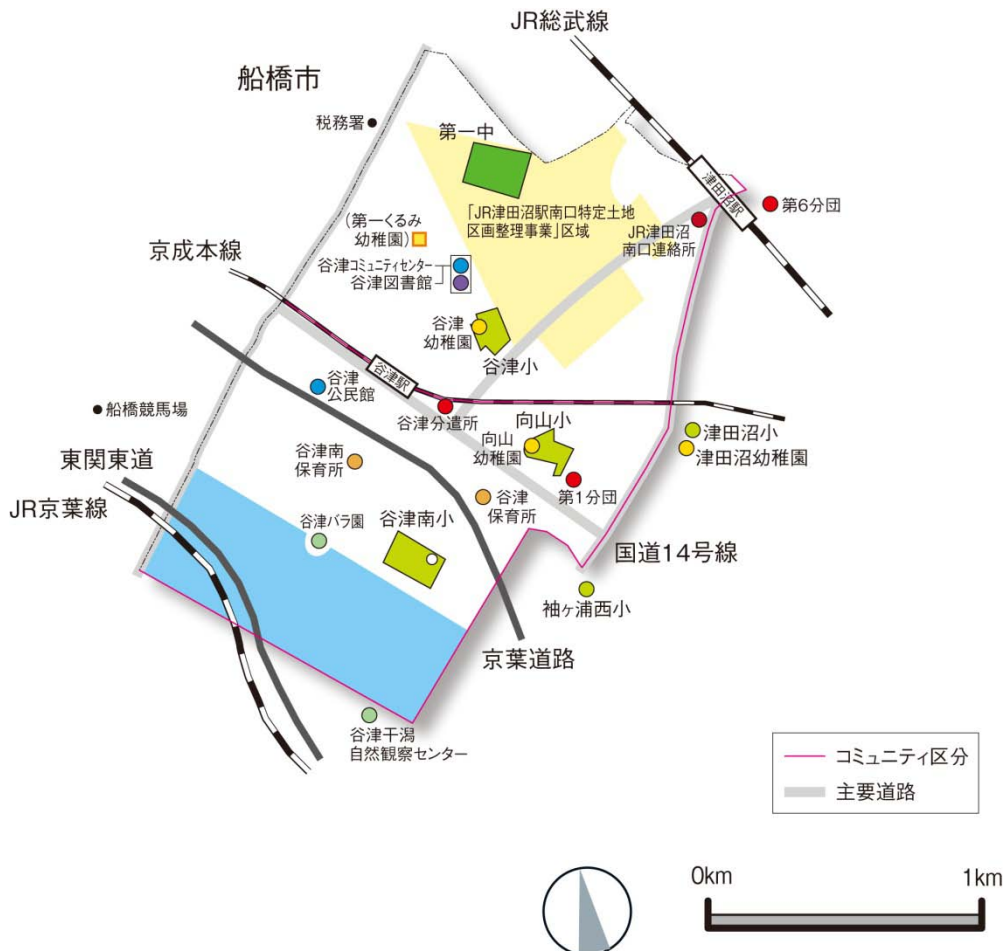 JR総武線
船橋市
税務署
第一中
津田沼駅
第6分団
「JR津田沼駅南口特定土地
区画整理事業」区域
JR津田沼
南口連絡所
(第一くるみ
幼稚園)
京成本線
谷津コミュニティセンター
谷津図書館
谷津
幼稚園
谷津小
谷津駅
谷津
公民館
船橋競馬場
谷津分遣所
向山小
津田沼小
向山
幼稚園
津田沼幼稚園
東関東道
谷津南
保育所
第1分団
JR京葉線
谷津
保育所
谷津バラ園
谷津南小
国道14号線
袖ヶ浦西小
京葉道路
谷津干潟
自然観察センター
コミュニティ区分
主要道路
0km
1km